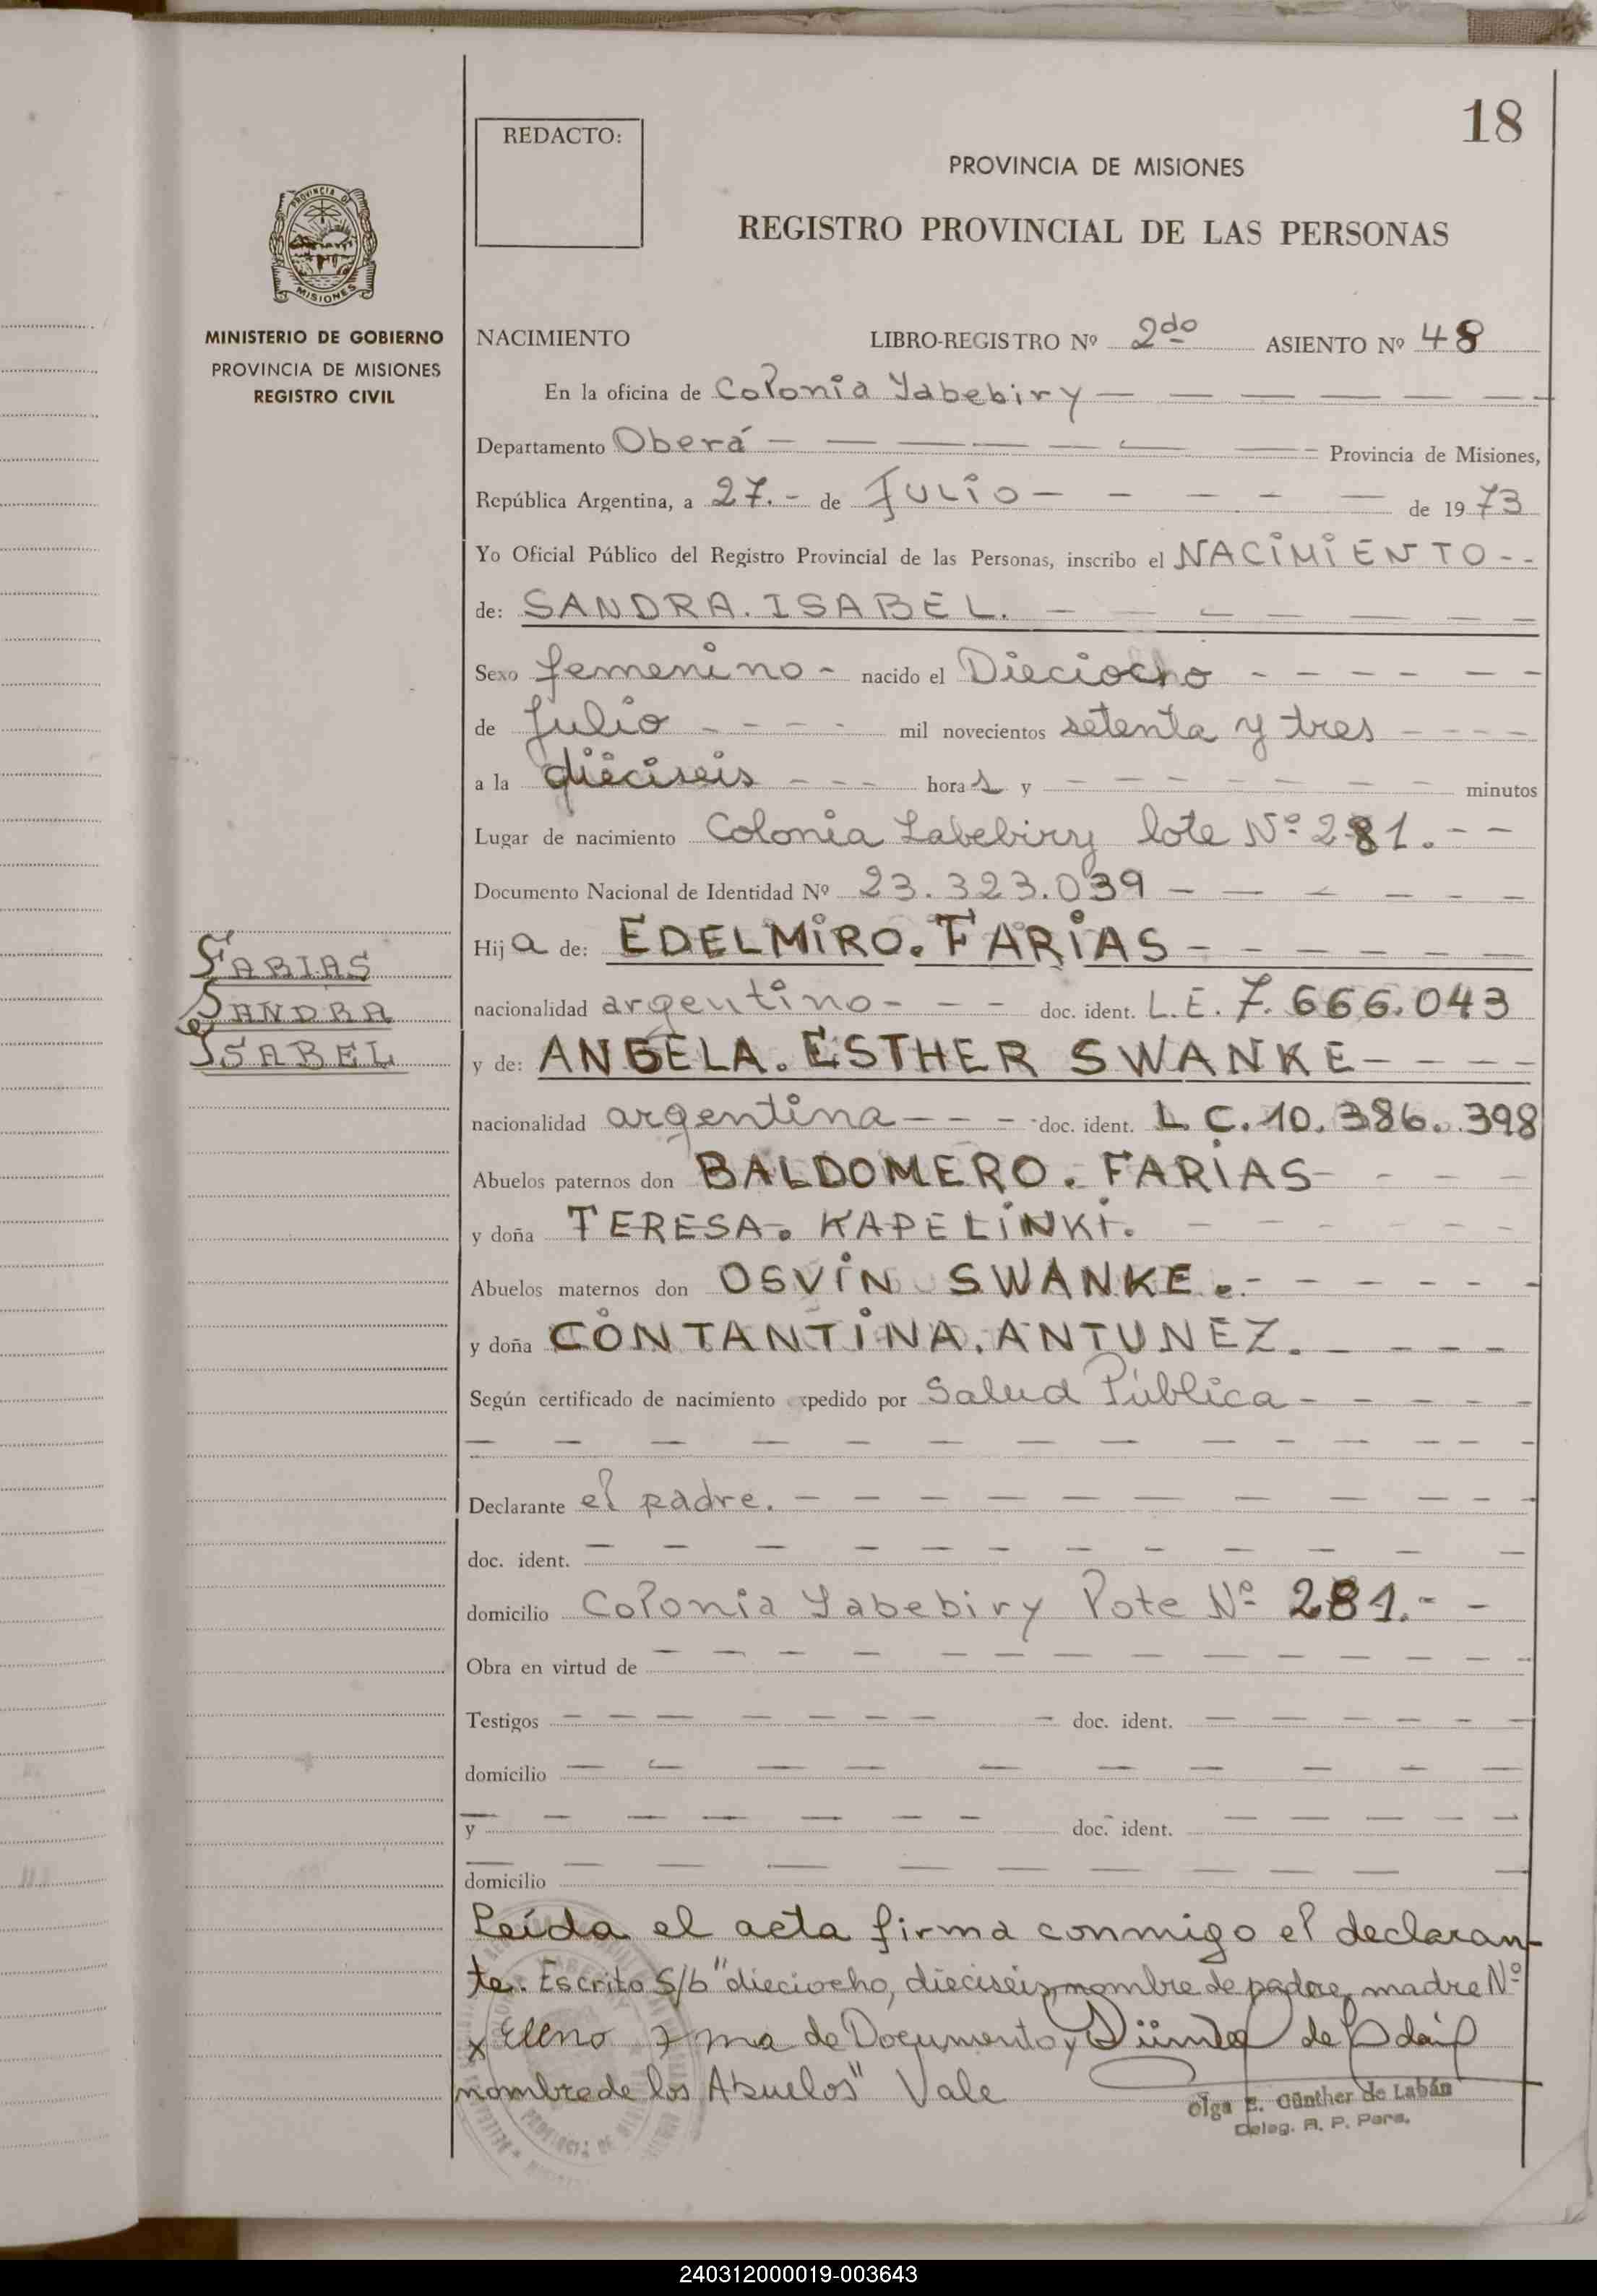 18
REDACTO:
PROVINCIA DE MISIONES
REGISTRO PROVINCIAL DE LAS PERSONAS
PROVINCIA DE
MISIONES
MINISTERIO DE GOBIERNO
PROVINCIA DE MISIONES
REGISTRO CIVIL
NACIMIENTO LIBRO-REGISTRO Nº 2do ASIENTO Nº 48
En la oficina de Colonia Yabebiry
Departamento Oberá Provincia de Misiones,
República Argentina, a 27.- de Julio de 1973
Yo Oficial Público del Registro Provincial de las Personas, inscribo el NACIMIENTO
de: SANDRA. ISABEL.
Sexo femenino nacido el Dieciocho
de Julio mil novecientos setenta y tres
a la dieciseis horas y minutos
Lugar de nacimiento Colonia Yabebiry lote Nº 281.
Documento Nacional de Identidad Nº 23.323.039
Hija de: EDELMIRO. FARIAS
nacionalidad argentino doc. ident. L.E. 7.666.043
y de: ANGELA. ESTHER SWANKE
nacionalidad argentina doc. ident. L.C. 10.386.398
Abuelos paternos don BALDOMERO. FARIAS
y doña TERESA. KAPELINKI.
Abuelos maternos don OSVIN SWANKE.
y doña CONTANTINA. ANTUNEZ.
Según certificado de nacimiento expedido por Salud Pública
Declarante el padre.
doc. ident.
domicilio Colonia Yabebiry lote Nº 281.
Obra en virtud de
Testigos doc. ident.
domicilio
y doc. ident.
domicilio
FARIAS
SANDRA
ISABEL
Leída el acta firma conmigo el declaran-
te. Escrito S/b "dieciocho, dieciseis, nombre de padre, madre Nº
de Documento y
nombre de los Abuelos" Vale
Olga E. Günther de Labán
Deleg. R. P. Pers.
240312000019-003643